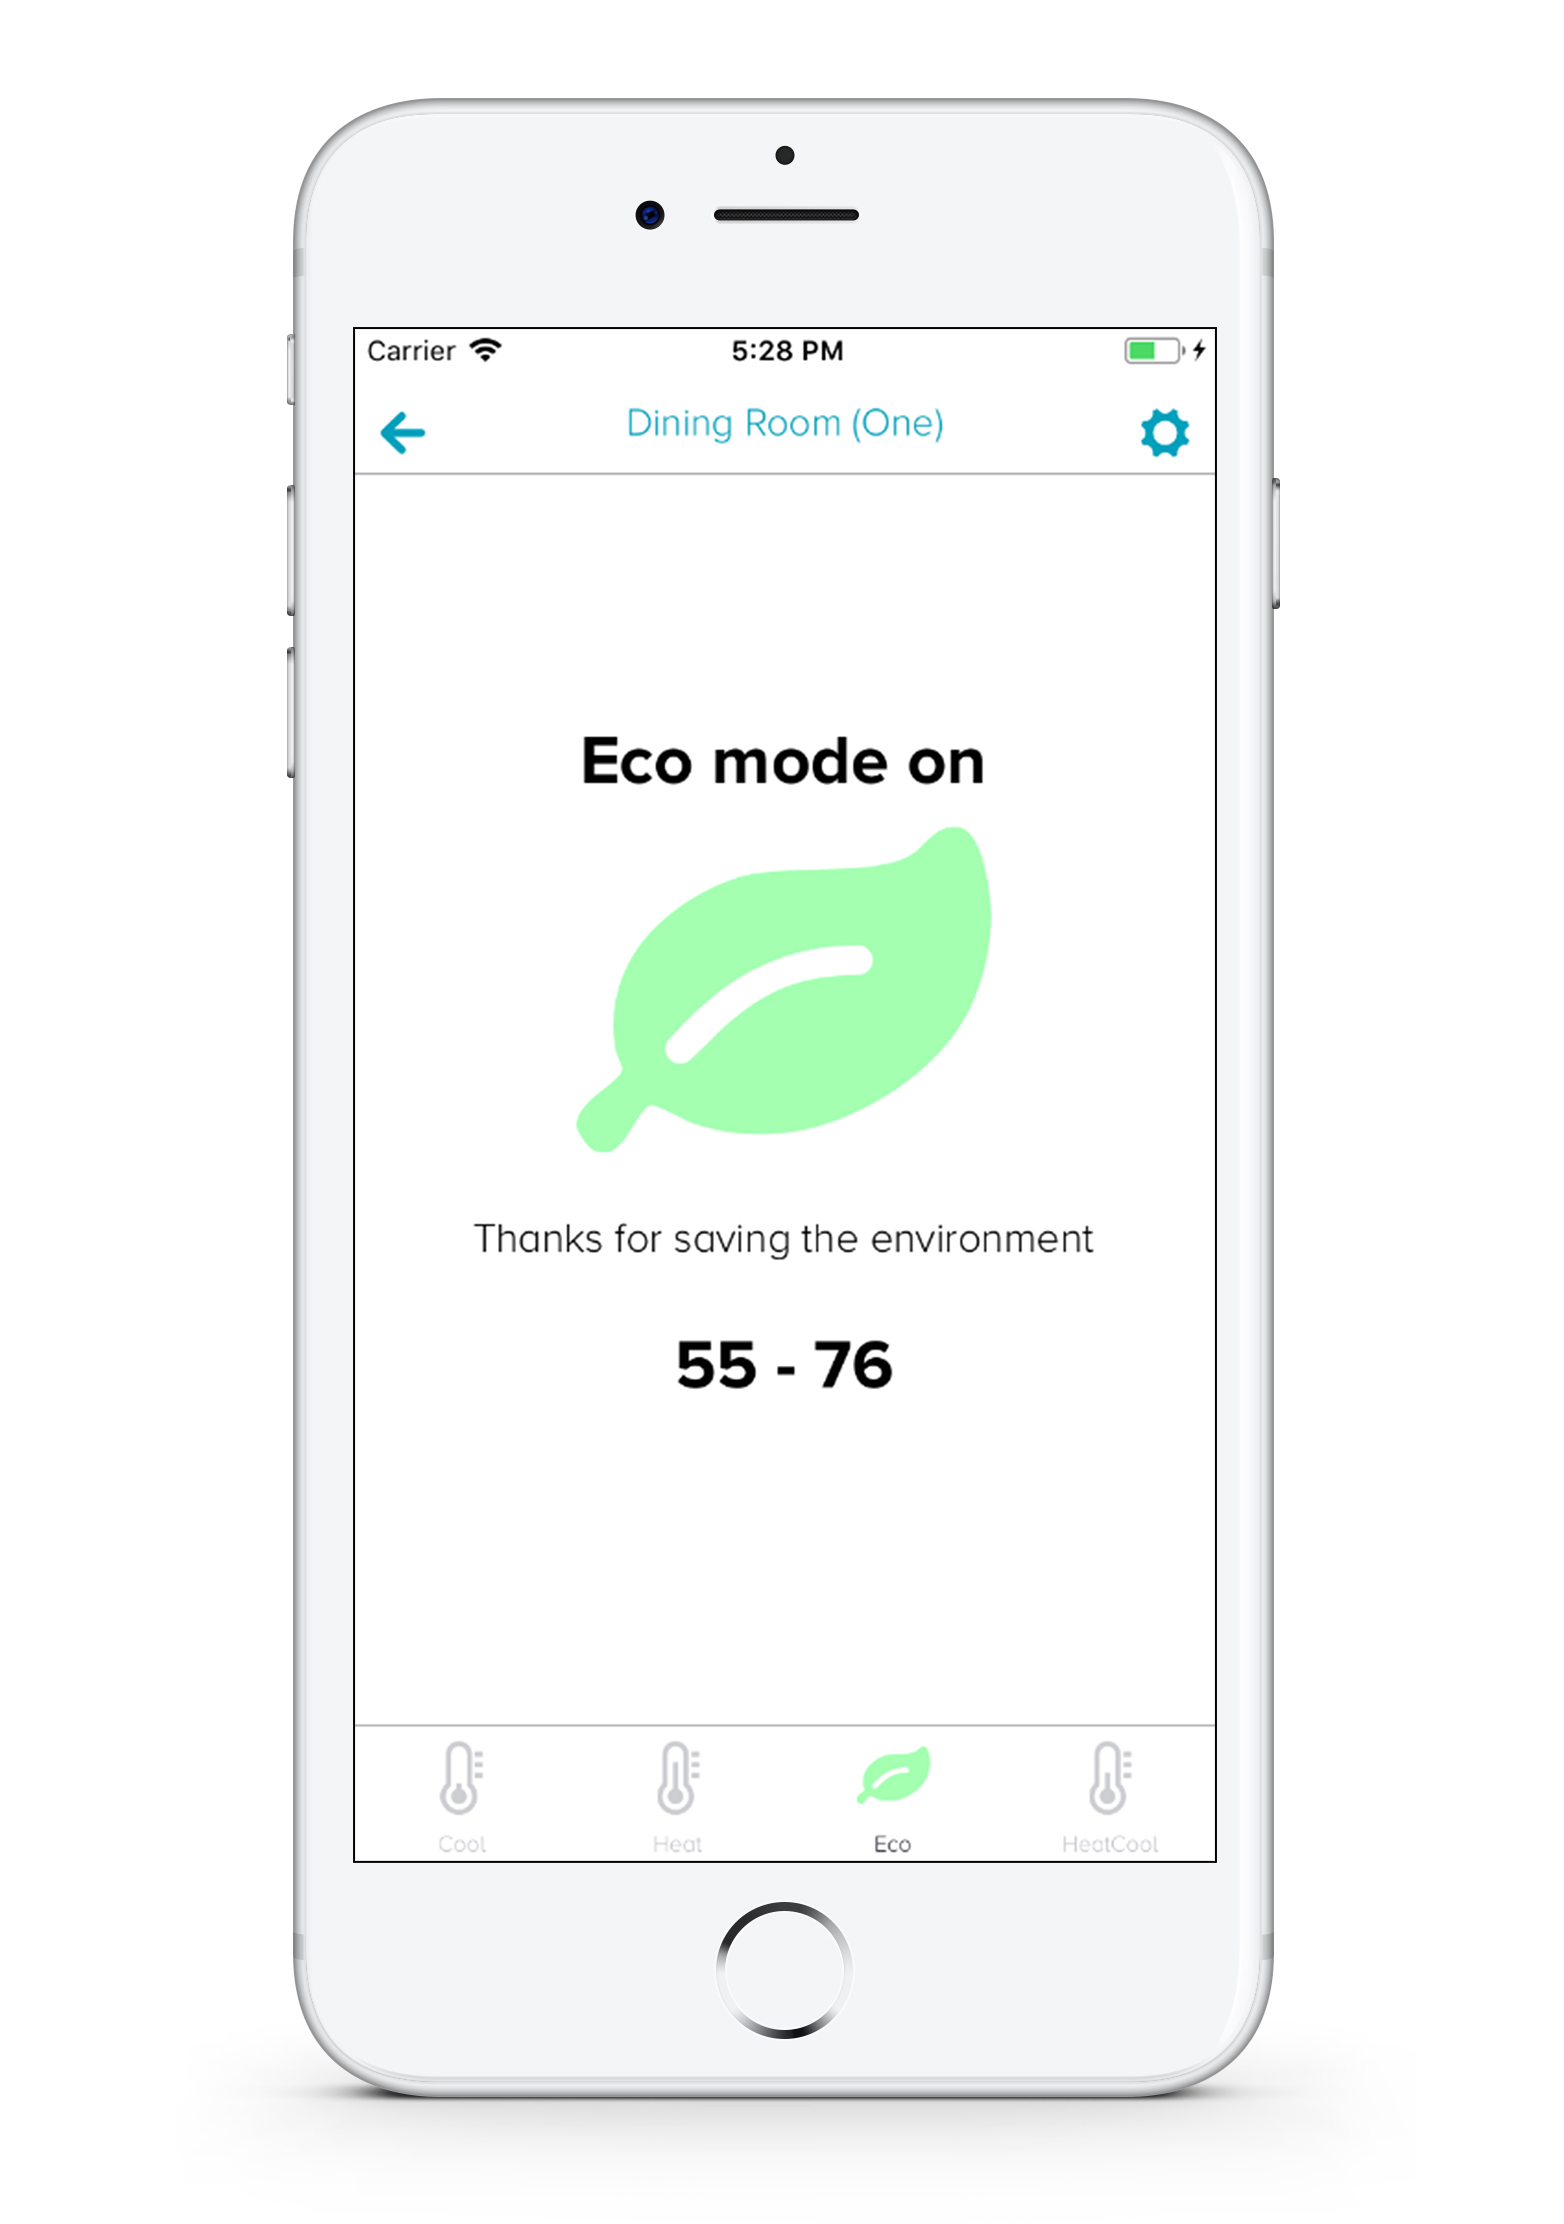 Carrier 5:28 PM
Dining Room (One)
Eco mode on
Thanks for saving the environment
55 - 76
Cool Heat Eco HeatCool